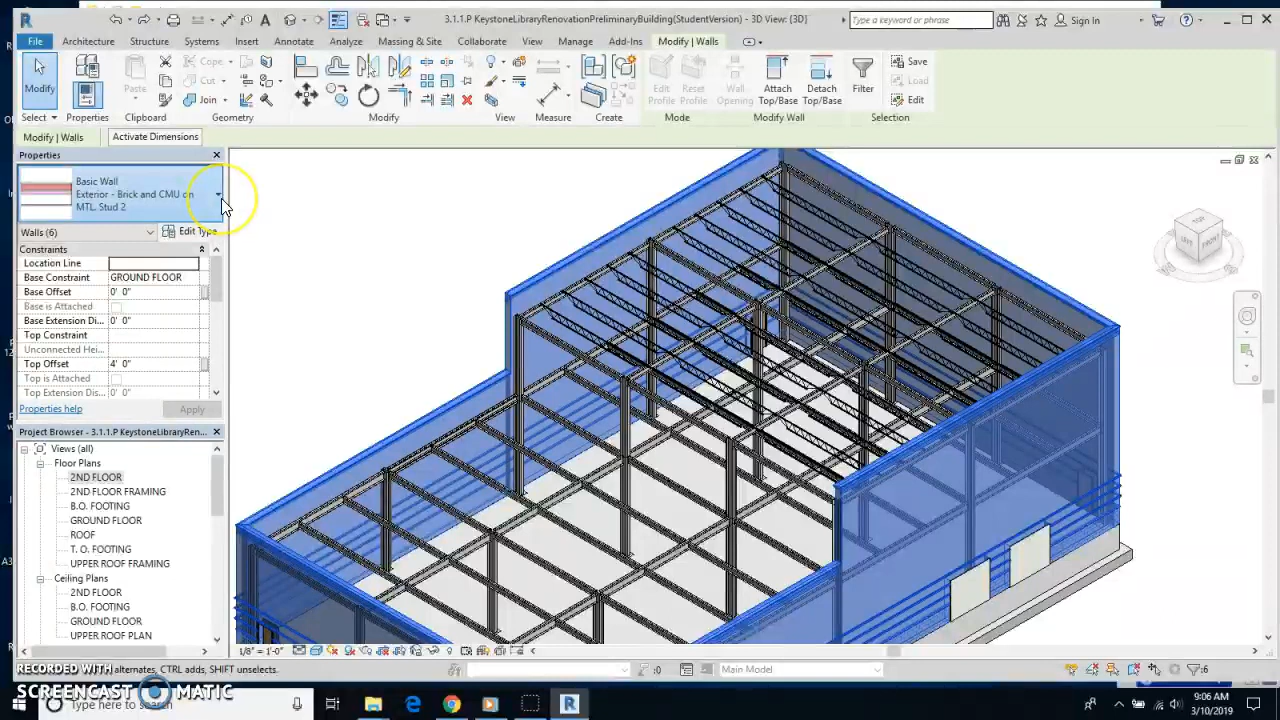 3.1.1.P KeystoneLibraryRenovationPreliminaryBuilding(StudentVersion) - 3D View: {3D}
Type a keyword or phrase
Sign In
File
Architecture
Structure
Systems
Insert
Annotate
Analyze
Massing & Site
Collaborate
View
Manage
Add-Ins
Modify | Walls
Modify
Paste
Cope
Cut
Join
Edit Profile
Reset Profile
Wall Opening
Attach Top/Base
Detach Top/Base
Filter
Save
Load
Edit
Select
Properties
Clipboard
Geometry
Modify
View
Measure
Create
Mode
Modify Wall
Selection
Modify | Walls
Activate Dimensions
Properties
Basic Wall
Exterior - Brick and CMU on
MTL. Stud 2
Walls (6)
Edit Type
Constraints
Location Line
Base Constraint GROUND FLOOR
Base Offset 0' 0"
Base is Attached
Base Extension Di... 0' 0"
Top Constraint
Unconnected Hei...
Top Offset 4' 0"
Top is Attached
Top Extension Dis... 0' 0"
Properties help
Apply
Project Browser - 3.1.1.P KeystoneLibraryRen...
Views (all)
Floor Plans
2ND FLOOR
2ND FLOOR FRAMING
B.O. FOOTING
GROUND FLOOR
ROOF
T. O. FOOTING
UPPER ROOF FRAMING
Ceiling Plans
2ND FLOOR
B.O. FOOTING
GROUND FLOOR
UPPER ROOF PLAN
TOP
LEFT
FRONT
1/8" = 1'-0"
RECORDED WITH
SCREENCAST MATIC
alternates, CTRL adds, SHIFT unselects.
:0
Main Model
:6
Type here to search
9:06 AM
3/10/2019